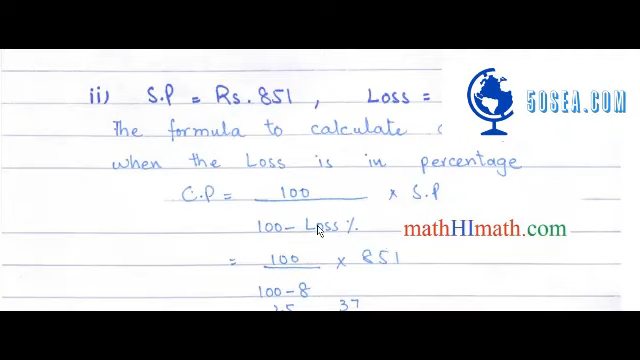 ii) S.P = Rs. 851 , Loss =
50SEA.COM
The formula to calculate
when the Loss is in percentage
C.P = 100 × S.P
100 - Loss %
mathHImath.com
= 100 × 851
100 - 8
25 37